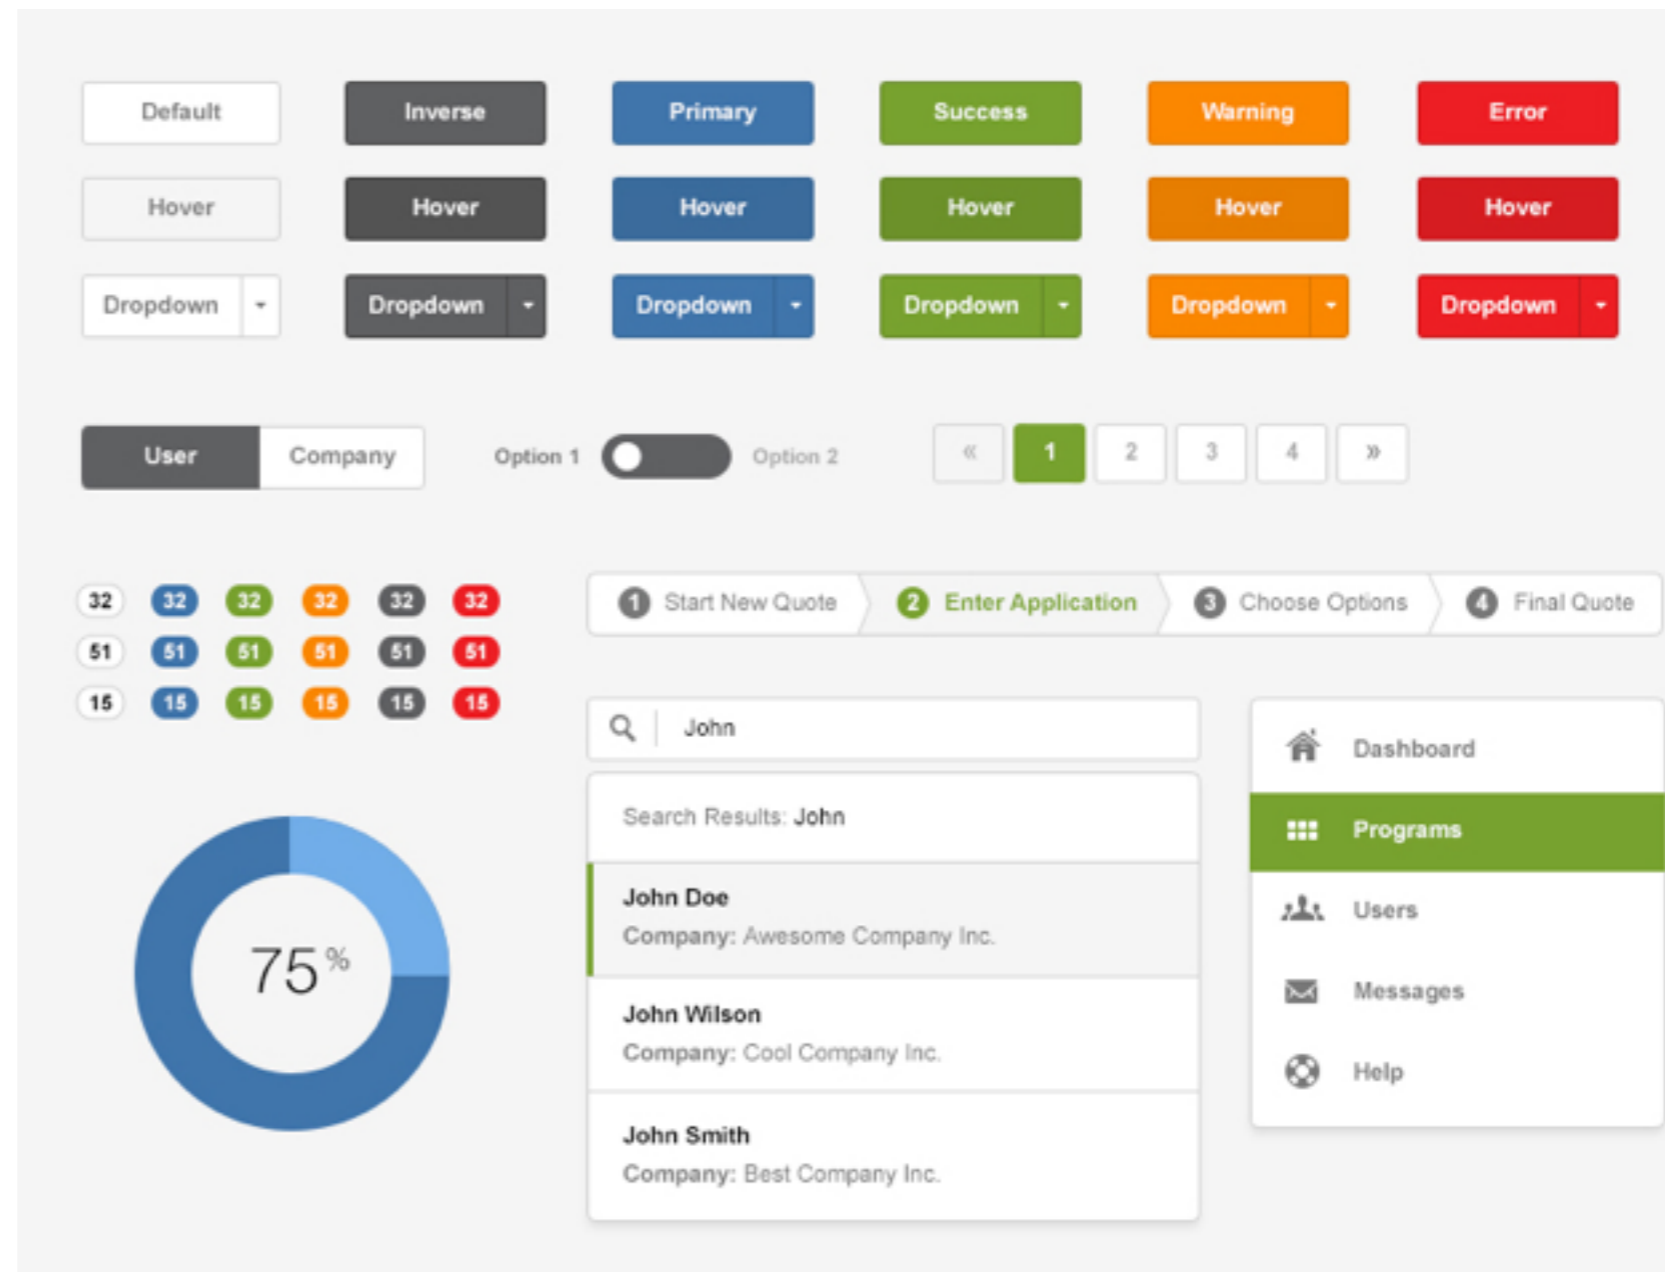 Default Inverse Primary Success Warning Error
Hover Hover Hover Hover Hover Hover
Dropdown Dropdown Dropdown Dropdown Dropdown Dropdown
User Company Option 1 Option 2 « 1 2 3 4 »
32 32 32 32 32 32
51 51 51 51 51 51
15 15 15 15 15 15
75%
1 Start New Quote 2 Enter Application 3 Choose Options 4 Final Quote
John
Search Results: John
John Doe
Company: Awesome Company Inc.
John Wilson
Company: Cool Company Inc.
John Smith
Company: Best Company Inc.
Dashboard
Programs
Users
Messages
Help